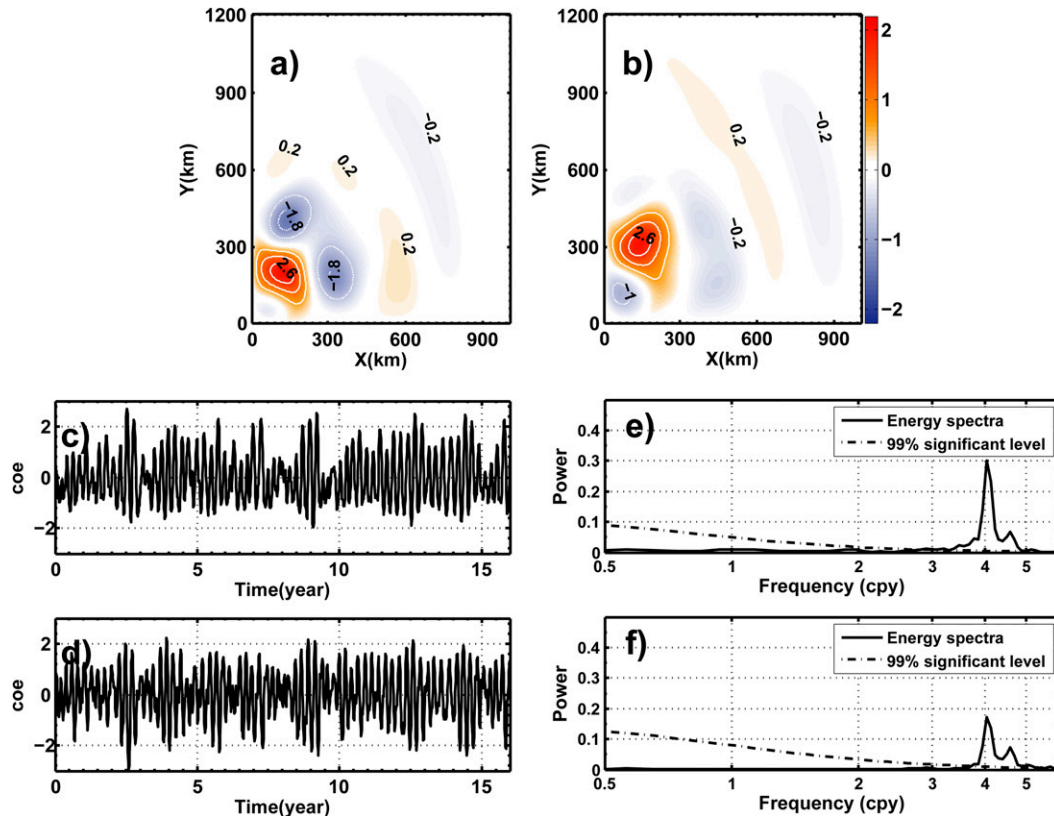 a)
1200
900
600
300
0
Y(km)
0 300 600 900
X(km)
0.2
0.2
−0.2
−1.8
2.6
−1.8
0.2
b)
1200
900
600
300
0
Y(km)
0 300 600 900
X(km)
0.2
−0.2
2.6
−0.2
−1
2
1
0
−1
−2
c)
2
0
−2
coe
0 5 10 15
Time(year)
e)
Energy spectra
99% significant level
0.4
0.3
0.2
0.1
0
Power
0.5 1 2 3 4 5
Frequency (cpy)
d)
2
0
−2
coe
0 5 10 15
Time(year)
f)
Energy spectra
99% significant level
0.4
0.3
0.2
0.1
0
Power
0.5 1 2 3 4 5
Frequency (cpy)